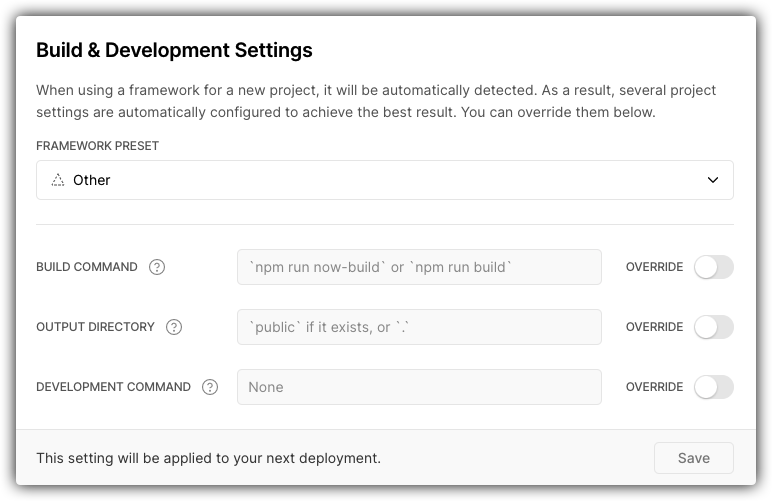 Build & Development Settings
When using a framework for a new project, it will be automatically detected. As a result, several project
settings are automatically configured to achieve the best result. You can override them below.
FRAMEWORK PRESET
Other
BUILD COMMAND ? `npm run now-build` or `npm run build` OVERRIDE
OUTPUT DIRECTORY ? `public` if it exists, or `.` OVERRIDE
DEVELOPMENT COMMAND ? None OVERRIDE
This setting will be applied to your next deployment. Save